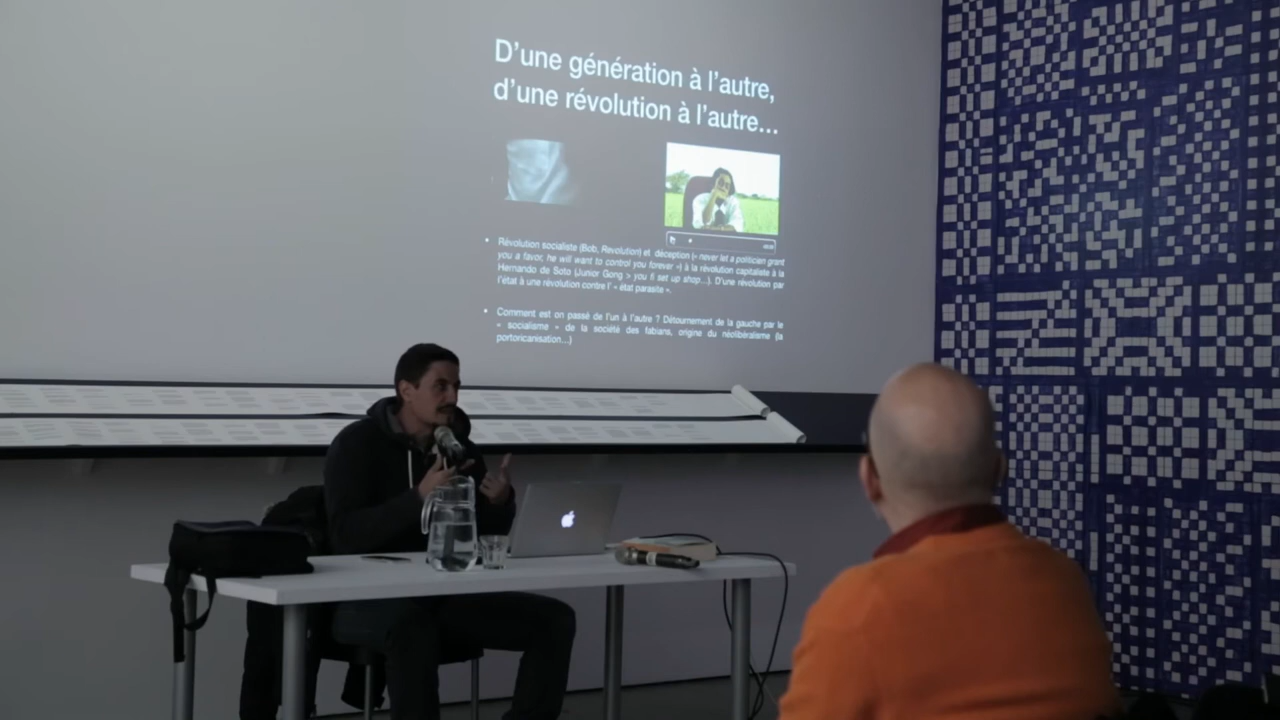 D'une génération à l'autre,
d'une révolution à l'autre...
• Révolution socialiste (Bob, Revolution) et déception (« never let a politician grant
you a favor, he will want to control you forever ») à la révolution capitaliste à la
Hernando de Soto (Junior Gong > you fi set up shop...). D'une révolution par
l'état à une révolution contre l' « état parasite ».
• Comment est on passé de l'un à l'autre ? Détournement de la gauche par le
« socialisme » de la société des fabians, origine du néolibéralisme (la
portoricanisation...)